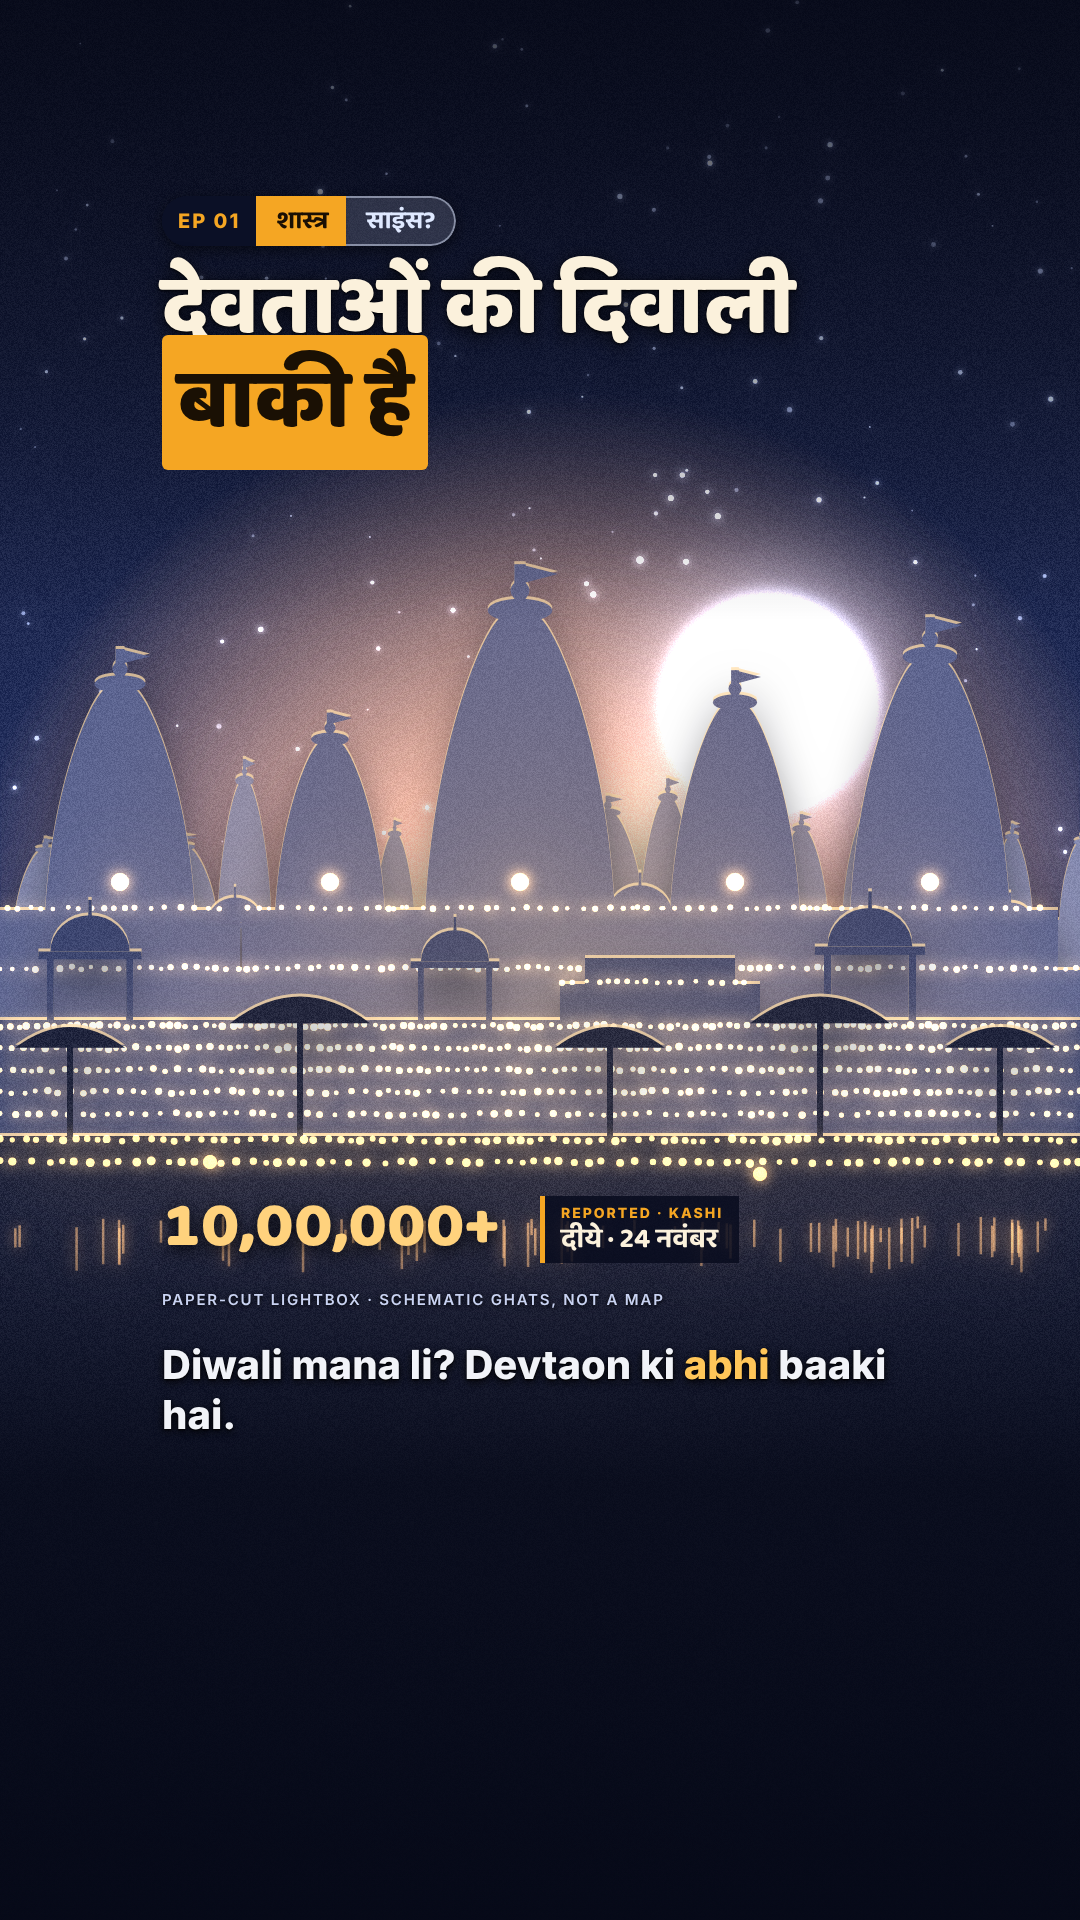 EP 01 शास्त्र साइंस?
देवताओं की दिवाली
बाकी है
10,00,000+
REPORTED · KASHI
दीये · 24 नवंबर
PAPER-CUT LIGHTBOX · SCHEMATIC GHATS, NOT A MAP
Diwali mana li? Devtaon ki abhi baaki
hai.